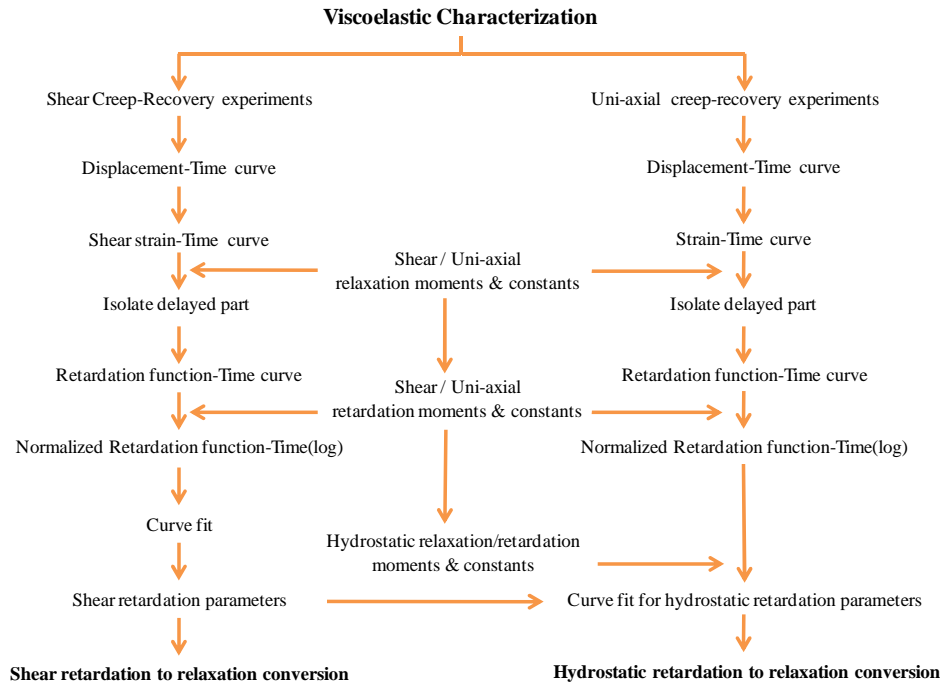 Viscoelastic Characterization
Shear Creep-Recovery experiments
Uni-axial creep-recovery experiments
Displacement-Time curve
Displacement-Time curve
Shear strain-Time curve
Strain-Time curve
Shear / Uni-axial
relaxation moments & constants
Isolate delayed part
Isolate delayed part
Retardation function-Time curve
Retardation function-Time curve
Shear / Uni-axial
retardation moments & constants
Normalized Retardation function-Time(log)
Normalized Retardation function-Time(log)
Curve fit
Hydrostatic relaxation/retardation
moments & constants
Shear retardation parameters
Curve fit for hydrostatic retardation parameters
Shear retardation to relaxation conversion
Hydrostatic retardation to relaxation conversion